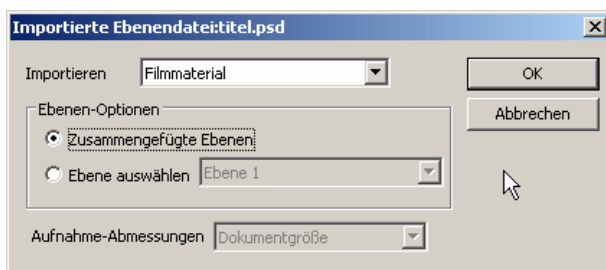 Importierte Ebenendatei:titel.psd
Importieren Filmmaterial OK
Ebenen-Optionen Abbrechen
Zusammengefügte Ebenen
Ebene auswählen Ebene 1
Aufnahme-Abmessungen Dokumentgröße